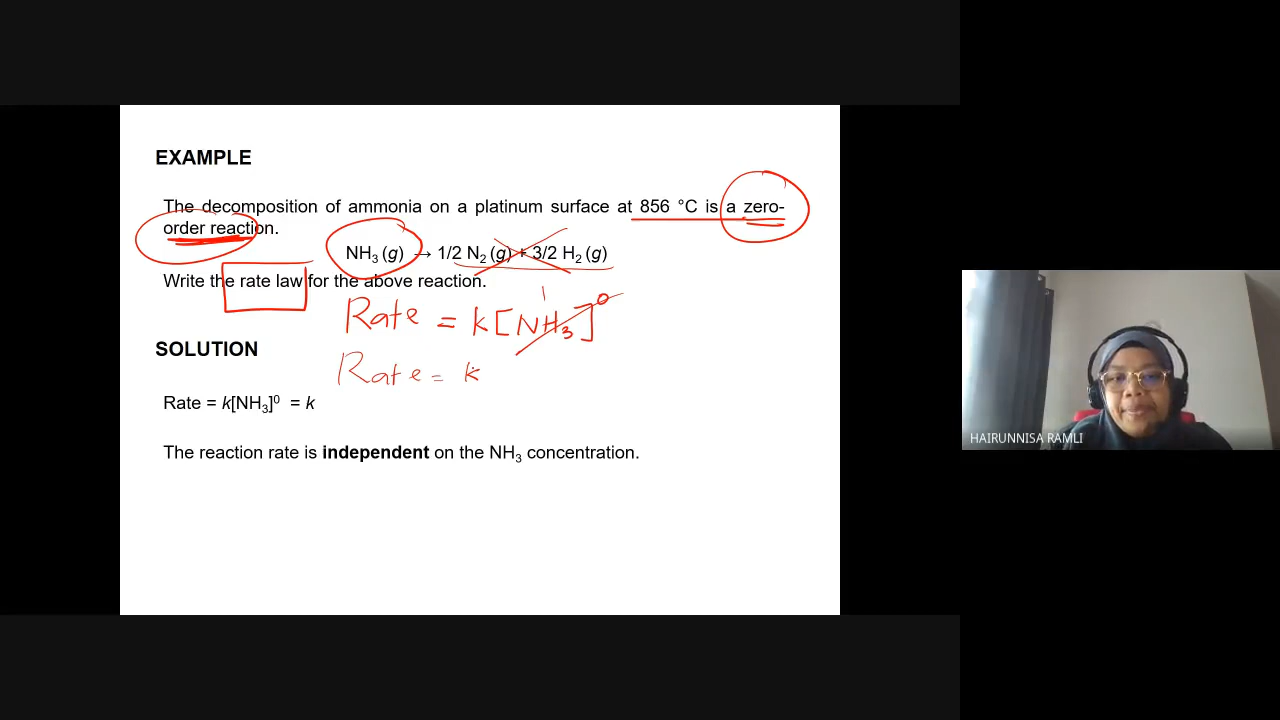 EXAMPLE
The decomposition of ammonia on a platinum surface at 856 °C is a zero-
order reaction.
NH₃ (g) → 1/2 N₂ (g) + 3/2 H₂ (g)
Write the rate law for the above reaction.
1
Rate = k[NH₃]⁰
SOLUTION
Rate = k
Rate = k[NH₃]⁰ = k
The reaction rate is independent on the NH₃ concentration.
HAIRUNNISA RAMLI